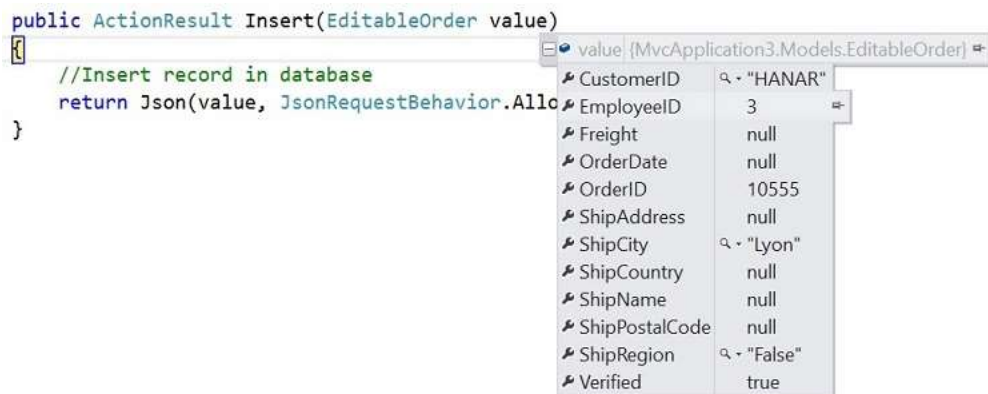 public ActionResult Insert(EditableOrder value)
{
value {MvcApplication3.Models.EditableOrder}
//Insert record in database
CustomerID "HANAR"
return Json(value, JsonRequestBehavior.Allo
EmployeeID 3
}
Freight null
OrderDate null
OrderID 10555
ShipAddress null
ShipCity "Lyon"
ShipCountry null
ShipName null
ShipPostalCode null
ShipRegion "False"
Verified true